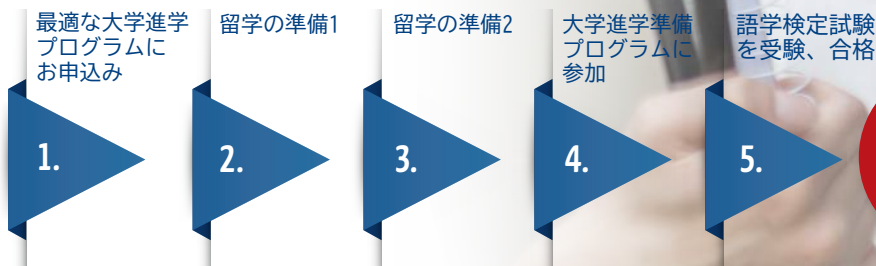 最適な大学進学
プログラムに
お申込み
留学の準備1
留学の準備2
大学進学準備
プログラムに
参加
語学検定試験
を受験、合格
1.
2.
3.
4.
5.